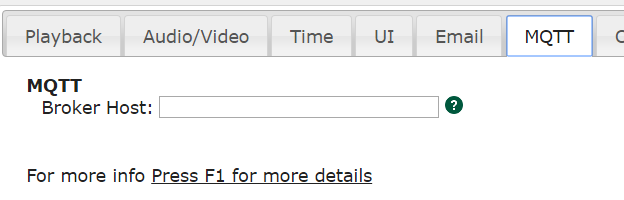 Playback Audio/Video Time UI Email MQTT
MQTT
Broker Host: ?
For more info Press F1 for more details